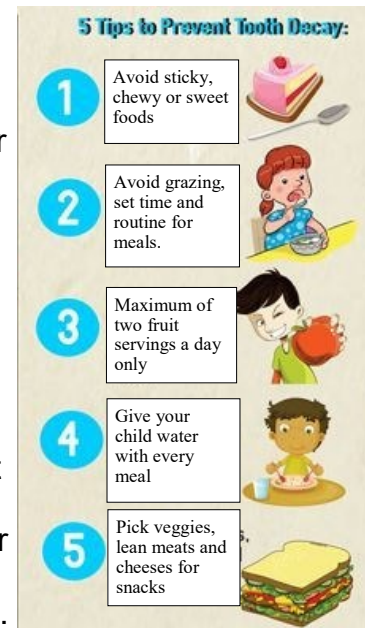 5 Tips to Prevent Tooth Decay:
1
Avoid sticky,
chewy or sweet
foods
2
Avoid grazing,
set time and
routine for
meals.
3
Maximum of
two fruit
servings a day
only
4
Give your
child water
with every
meal
5
Pick veggies,
lean meats and
cheeses for
snacks